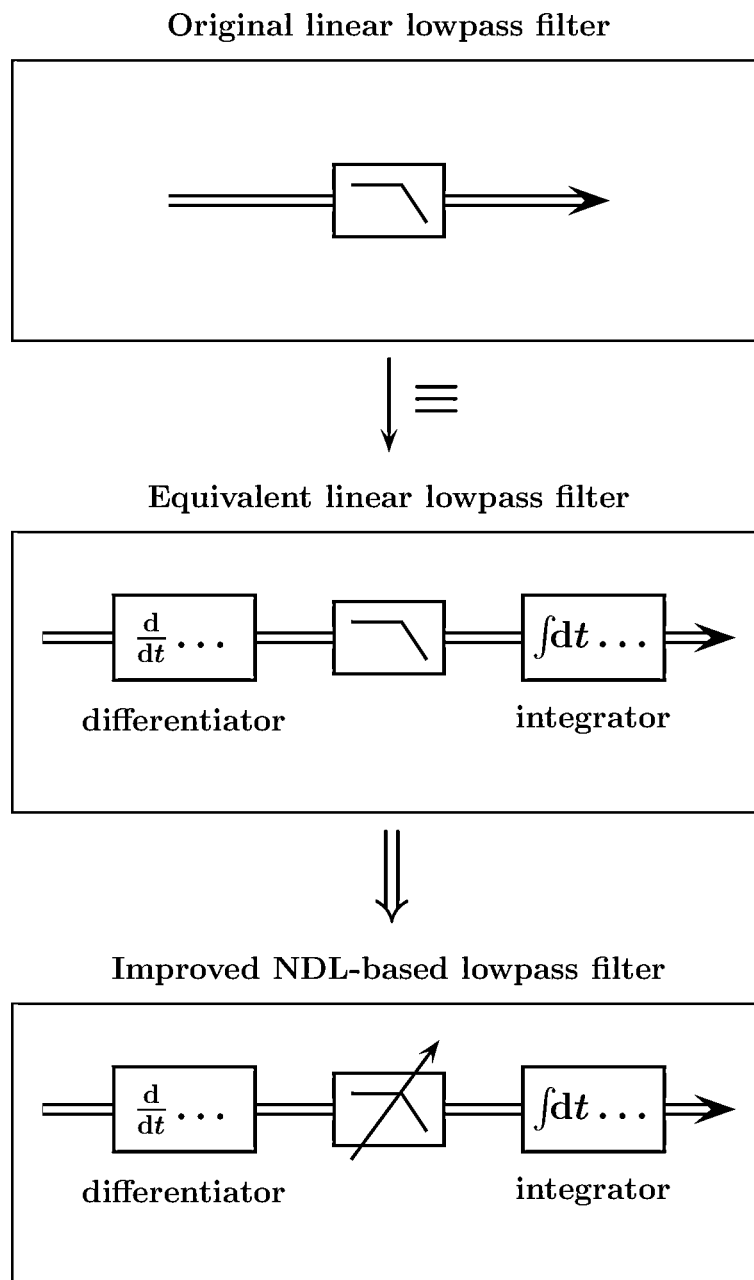 Original linear lowpass filter
≡
Equivalent linear lowpass filter
d/dt ... ∫dt ...
differentiator integrator
Improved NDL-based lowpass filter
d/dt ... ∫dt ...
differentiator integrator